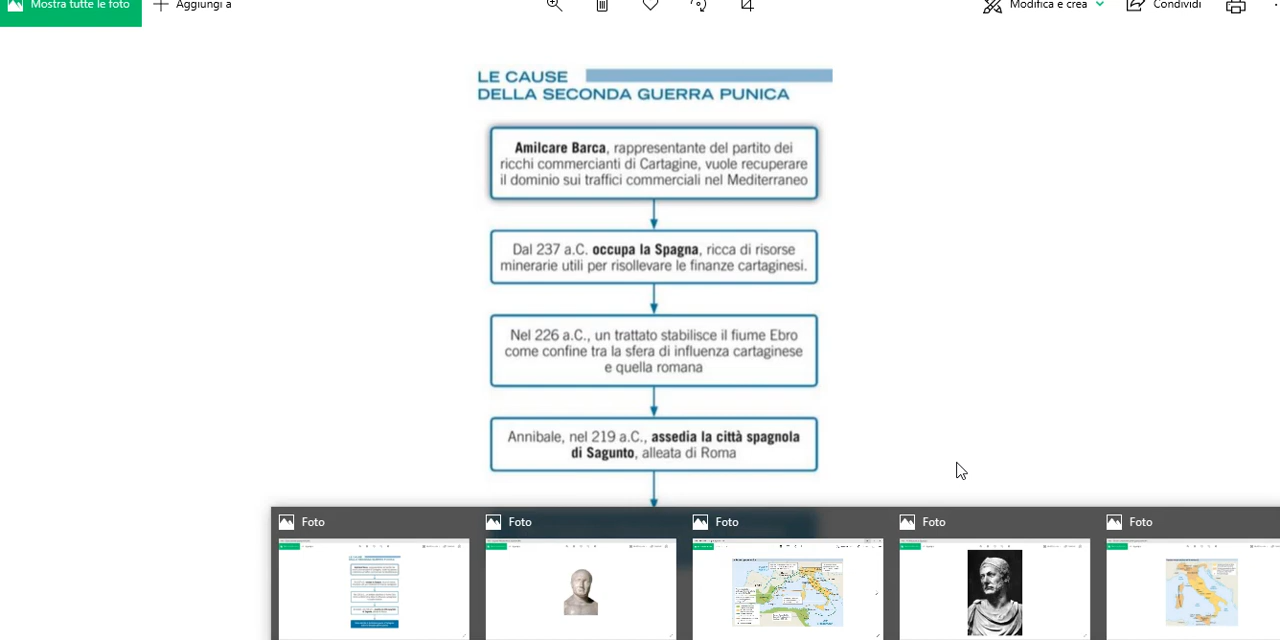 Mostra tutte le foto
Aggiungi a
Modifica e crea
Condividi
LE CAUSE
DELLA SECONDA GUERRA PUNICA
Amilcare Barca, rappresentante del partito dei
ricchi commercianti di Cartagine, vuole recuperare
il dominio sui traffici commerciali nel Mediterraneo
Dal 237 a.C. occupa la Spagna, ricca di risorse
minerarie utili per risollevare le finanze cartaginesi.
Nel 226 a.C., un trattato stabilisce il fiume Ebro
come confine tra la sfera di influenza cartaginese
e quella romana
Annibale, nel 219 a.C., assedia la città spagnola
di Sagunto, alleata di Roma
Foto
Foto
Foto
Foto
Foto